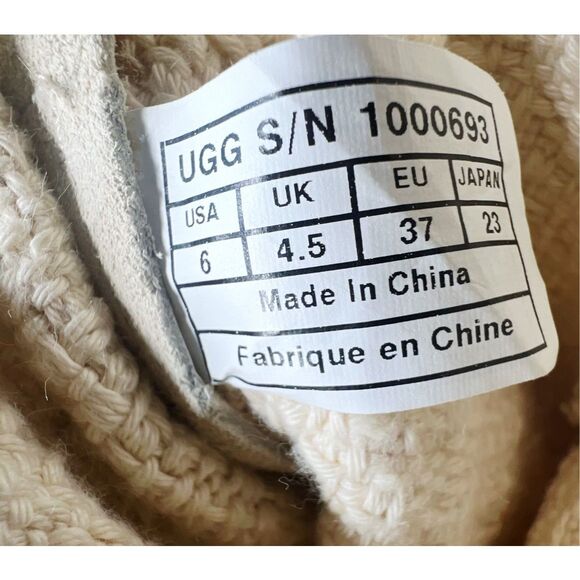 UGG S/N 1000693
USA UK EU JAPAN
6 4.5 37 23
Made In China
Fabrique en Chine